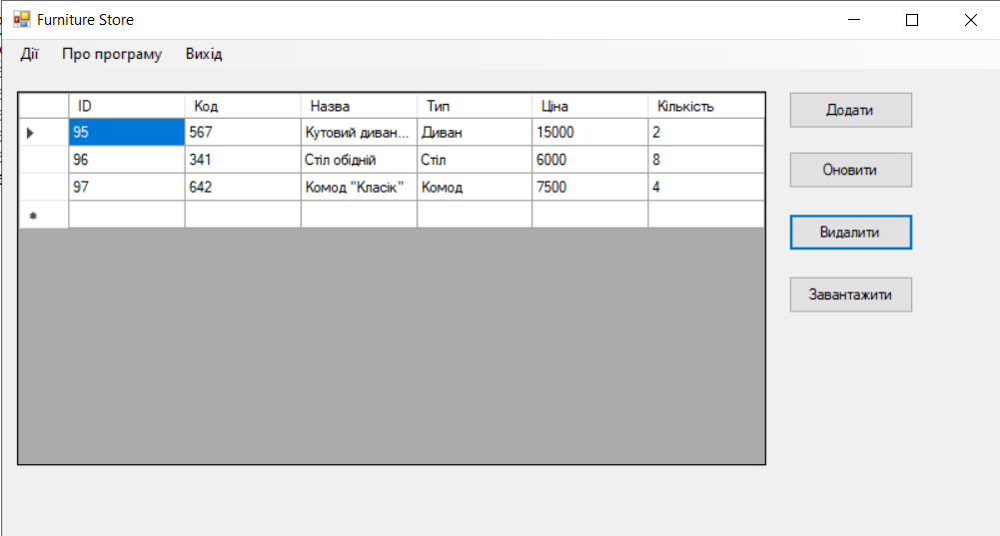 Furniture Store
Дії Про програму Вихід
ID Код Назва Тип Ціна Кількість
95 567 Кутовий диван... Диван 15000 2
96 341 Стіл обідній Стіл 6000 8
97 642 Комод "Класік" Комод 7500 4
Додати
Оновити
Видалити
Завантажити